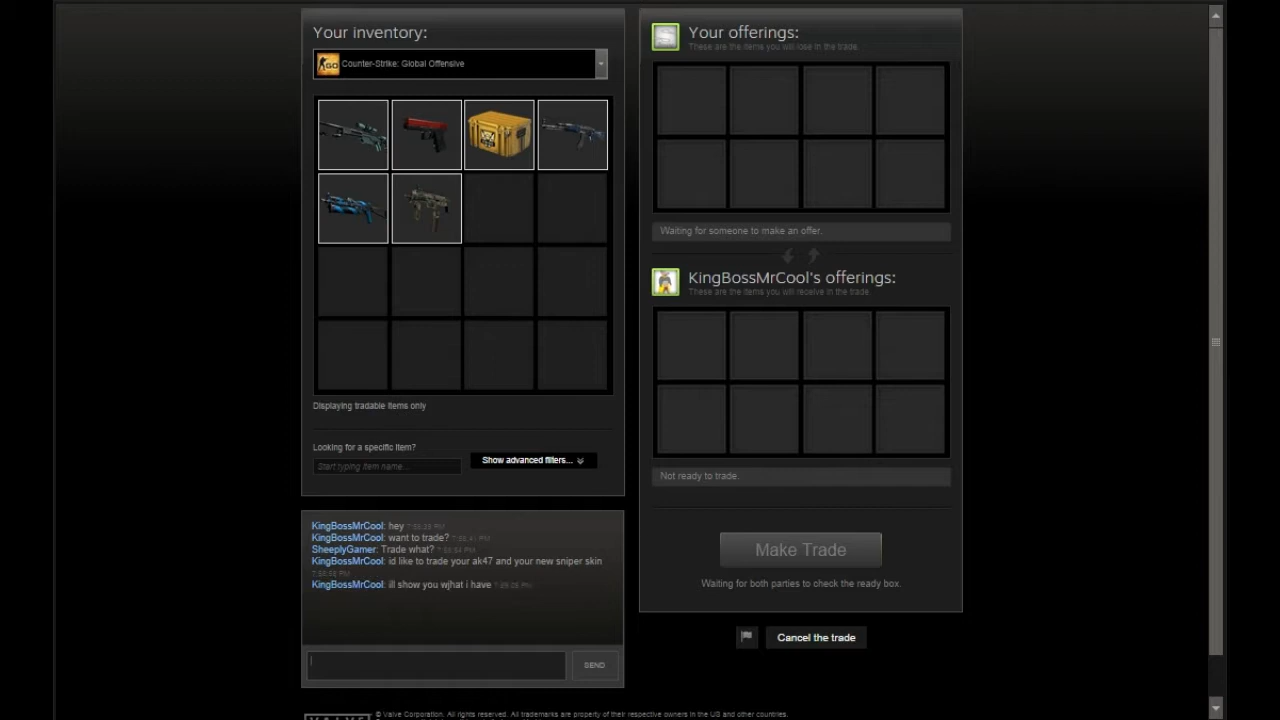 Your inventory:
Counter-Strike: Global Offensive
Displaying tradable items only
Looking for a specific item?
Start typing item name...
Show advanced filters...
KingBossMrCool: hey
KingBossMrCool: want to trade?
SheeplyGamer: Trade what?
KingBossMrCool: id like to trade your ak47 and your new sniper skin
KingBossMrCool: ill show you wjhat i have
SEND
Your offerings:
These are the items you will lose in the trade.
Waiting for someone to make an offer.
KingBossMrCool's offerings:
These are the items you will receive in the trade.
Not ready to trade.
Make Trade
Waiting for both parties to check the ready box.
Cancel the trade
VALVE
© Valve Corporation. All rights reserved. All trademarks are property of their respective owners in the US and other countries.